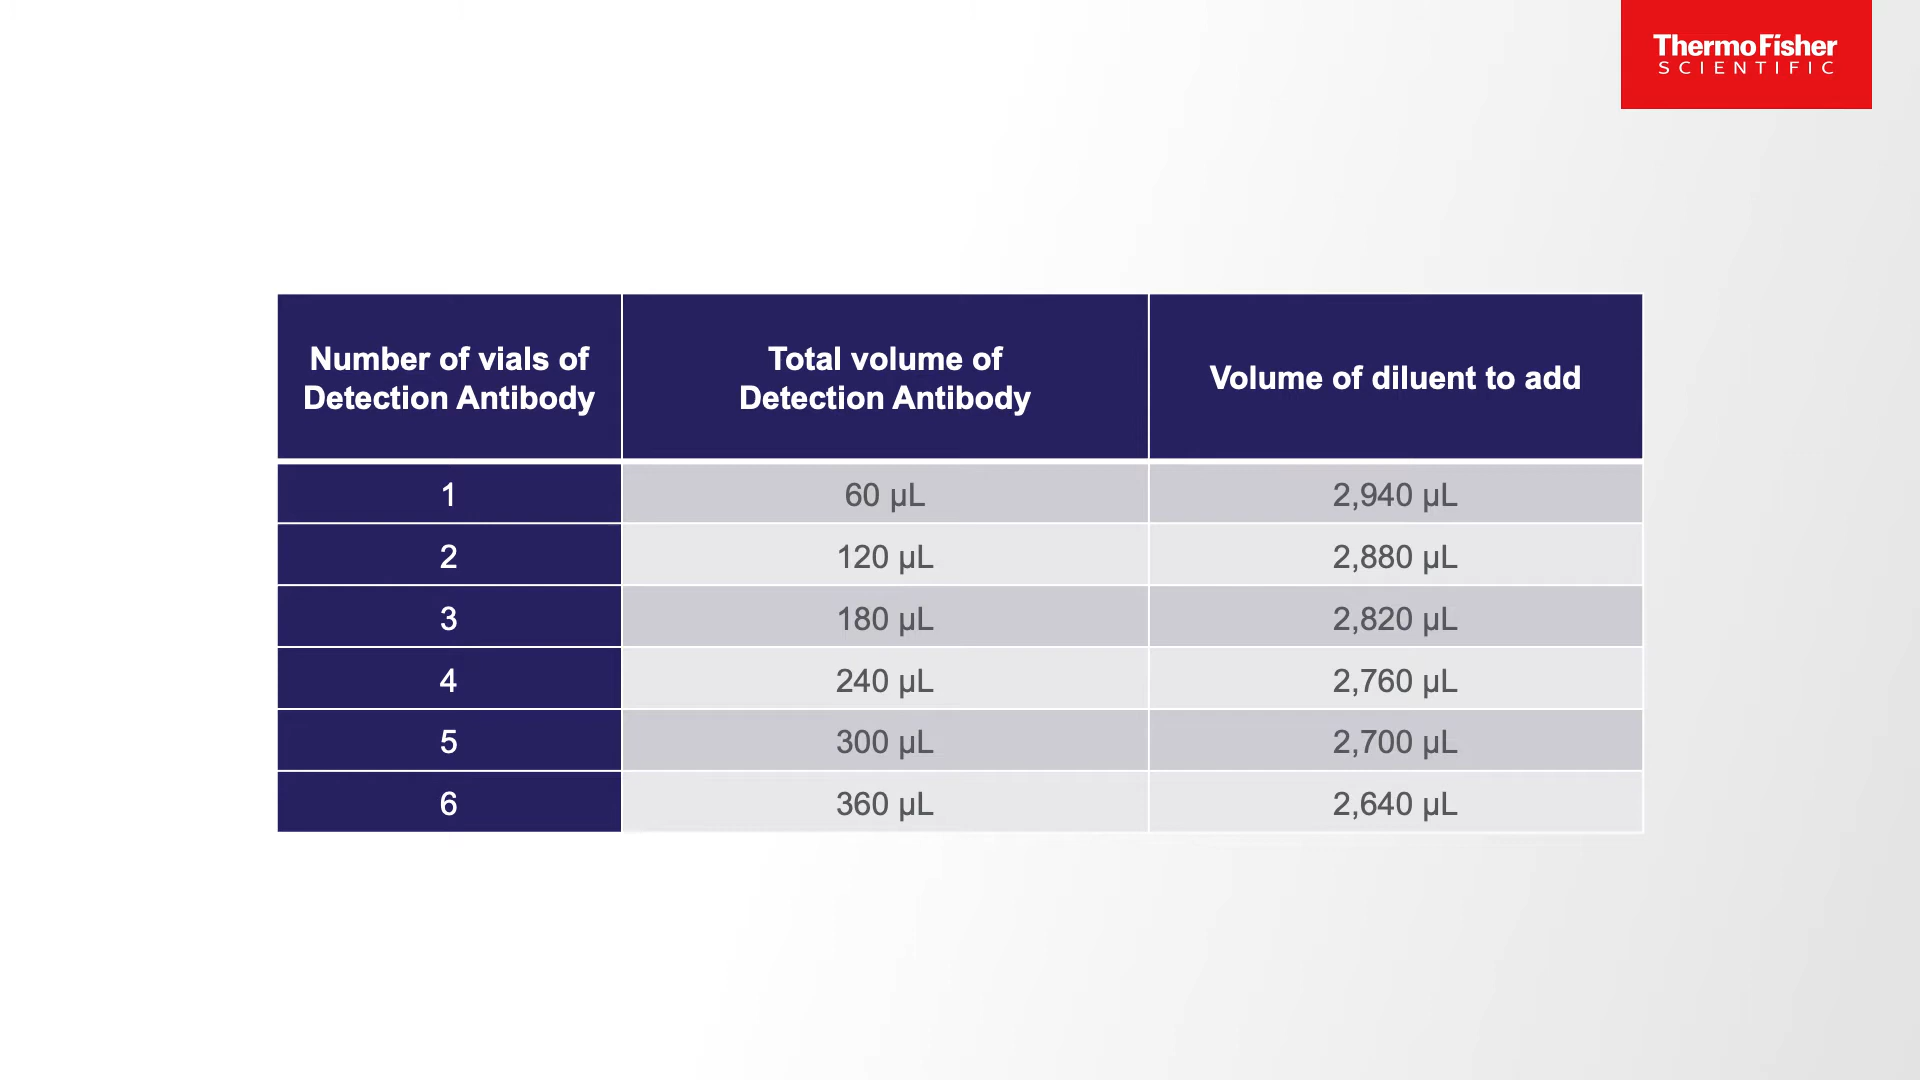 ThermoFisher
SCIENTIFIC
Number of vials of
Detection Antibody
Total volume of
Detection Antibody
Volume of diluent to add
1
60 µL
2,940 µL
2
120 µL
2,880 µL
3
180 µL
2,820 µL
4
240 µL
2,760 µL
5
300 µL
2,700 µL
6
360 µL
2,640 µL